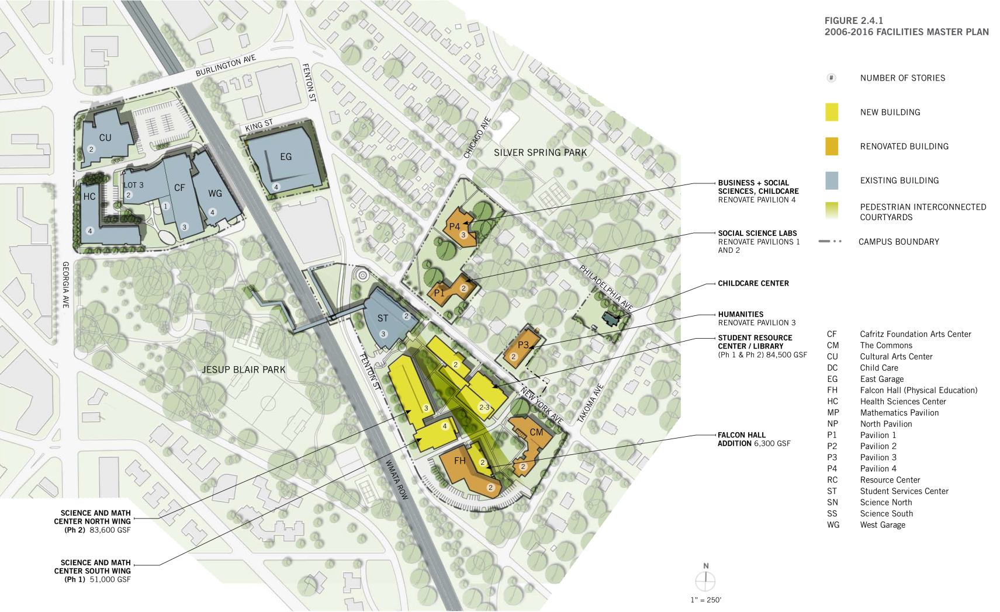 FIGURE 2.4.1
2006-2016 FACILITIES MASTER PLAN
# NUMBER OF STORIES
NEW BUILDING
RENOVATED BUILDING
EXISTING BUILDING
PEDESTRIAN INTERCONNECTED
COURTYARDS
CAMPUS BOUNDARY
CF Cafritz Foundation Arts Center
CM The Commons
CU Cultural Arts Center
DC Child Care
EG East Garage
FH Falcon Hall (Physical Education)
HC Health Sciences Center
MP Mathematics Pavilion
NP North Pavilion
P1 Pavilion 1
P2 Pavilion 2
P3 Pavilion 3
P4 Pavilion 4
RC Resource Center
ST Student Services Center
SN Science North
SS Science South
WG West Garage
BURLINGTON AVE
FENTON ST
KING ST
CHICAGO AVE
SILVER SPRING PARK
CU
2
EG
4
LOT 3
2
CF
1
3
WG
4
HC
4
GEORGIA AVE
P4
3
P1
2
PHILADELPHIA AVE
ST
2
3
P3
2
JESUP BLAIR PARK
FENTON ST
2
2-3
3
4
NEW YORK AVE
TAKOMA AVE
CM
2
FH
2
2
WMATA ROW
BUSINESS + SOCIAL
SCIENCES, CHILDCARE
RENOVATE PAVILION 4
SOCIAL SCIENCE LABS
RENOVATE PAVILIONS 1
AND 2
CHILDCARE CENTER
HUMANITIES
RENOVATE PAVILION 3
STUDENT RESOURCE
CENTER / LIBRARY
(Ph 1 & Ph 2) 84,500 GSF
FALCON HALL
ADDITION 6,300 GSF
SCIENCE AND MATH
CENTER NORTH WING
(Ph 2) 83,600 GSF
SCIENCE AND MATH
CENTER SOUTH WING
(Ph 1) 51,000 GSF
N
1" = 250'